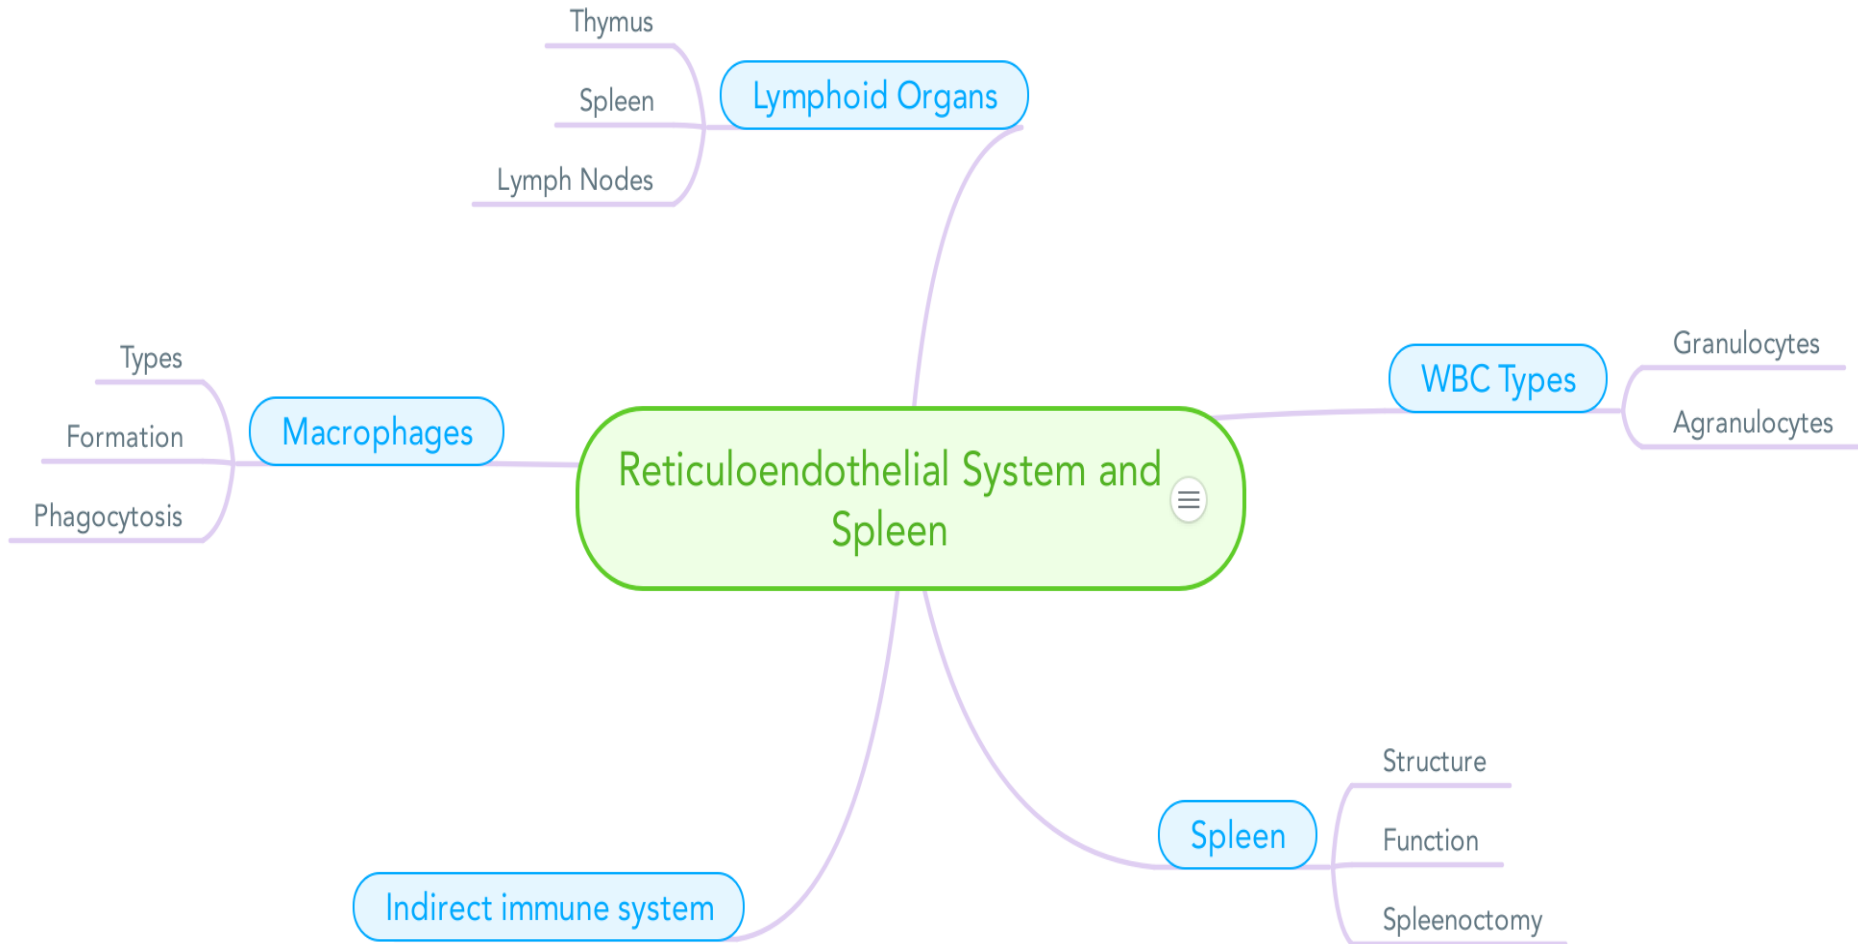 Thymus
Spleen
Lymph Nodes
Lymphoid Organs
Types
Formation
Phagocytosis
Macrophages
Reticuloendothelial System and
Spleen
WBC Types
Granulocytes
Agranulocytes
Indirect immune system
Spleen
Structure
Function
Spleenoctomy